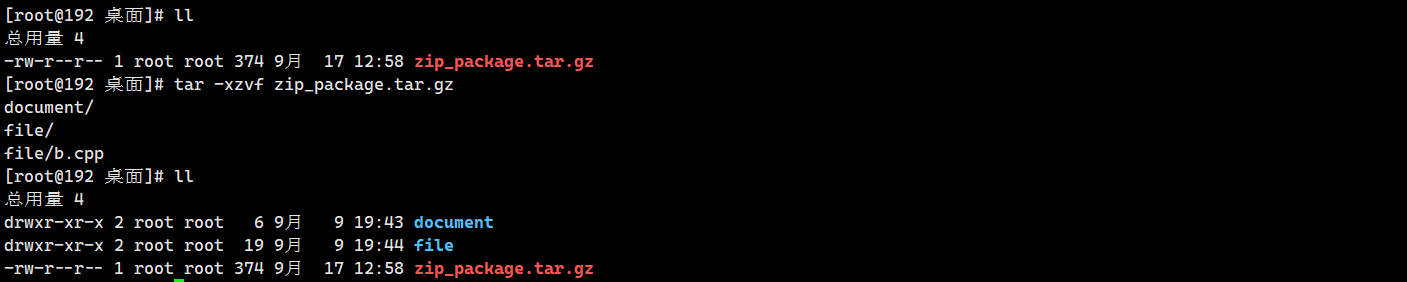 [root@192 桌面]# ll
总用量 4
-rw-r--r-- 1 root root 374 9月  17 12:58 zip_package.tar.gz
[root@192 桌面]# tar -xzvf zip_package.tar.gz
document/
file/
file/b.cpp
[root@192 桌面]# ll
总用量 4
drwxr-xr-x 2 root root   6 9月   9 19:43 document
drwxr-xr-x 2 root root  19 9月   9 19:44 file
-rw-r--r-- 1 root root 374 9月  17 12:58 zip_package.tar.gz